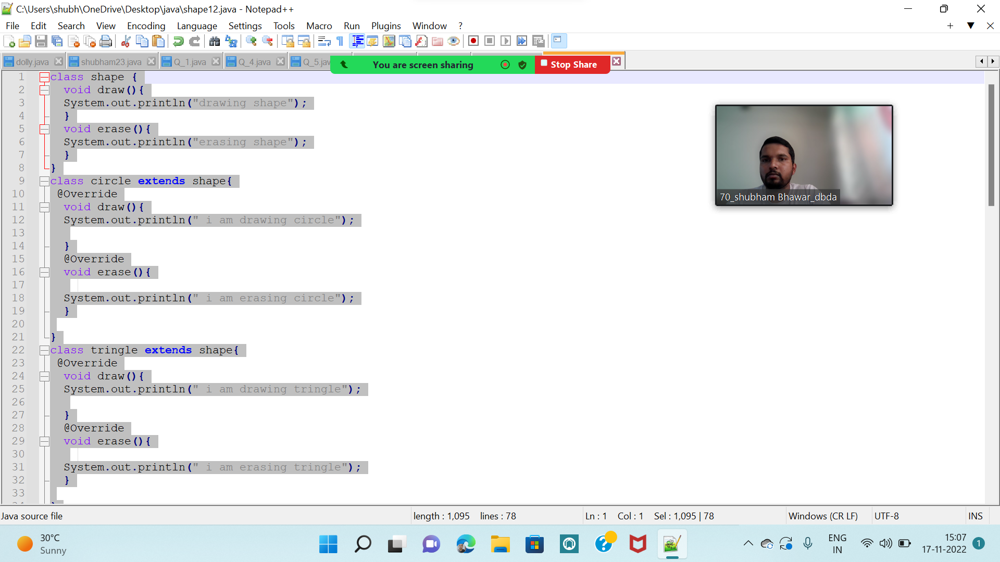 C:\Users\shubh\OneDrive\Desktop\java\shape12.java - Notepad++
File Edit Search View Encoding Language Settings Tools Macro Run Plugins Window ?
dolly.java shubham23.java Q_1.java Q_4.java Q_5.jav
You are screen sharing Stop Share
1 class shape {
2 void draw(){
3 System.out.println("drawing shape");
4 }
5 void erase(){
6 System.out.println("erasing shape");
7 }
8 }
9 class circle extends shape{
10 @Override
11 void draw(){
12 System.out.println(" i am drawing circle");
13
14 }
15 @Override
16 void erase(){
17
18 System.out.println(" i am erasing circle");
19 }
20
21 }
22 class tringle extends shape{
23 @Override
24 void draw(){
25 System.out.println(" i am drawing tringle");
26
27 }
28 @Override
29 void erase(){
30
31 System.out.println(" i am erasing tringle");
32 }
33
70_shubham Bhawar_dbda
Java source file length : 1,095 lines : 78 Ln : 1 Col : 1 Sel : 1,095 | 78 Windows (CR LF) UTF-8 INS
30°C
Sunny
ENG
IN
15:07
17-11-2022
1